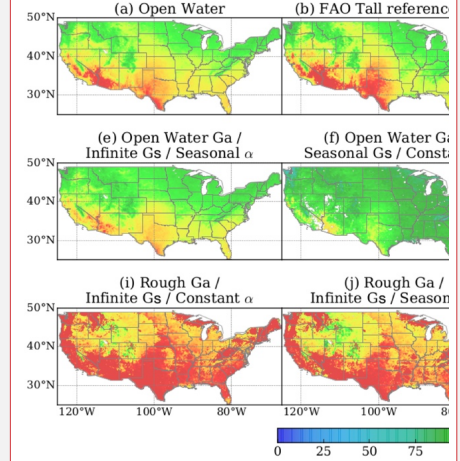 (a) Open Water
(b) FAO Tall referenc
50°N
40°N
30°N
(e) Open Water Ga /
Infinite Gs / Seasonal α
(f) Open Water Ga
Seasonal Gs / Consta
50°N
40°N
30°N
(i) Rough Ga /
Infinite Gs / Constant α
(j) Rough Ga /
Infinite Gs / Season
50°N
40°N
30°N
120°W 100°W 80°W 120°W 100°W 80
0 25 50 75